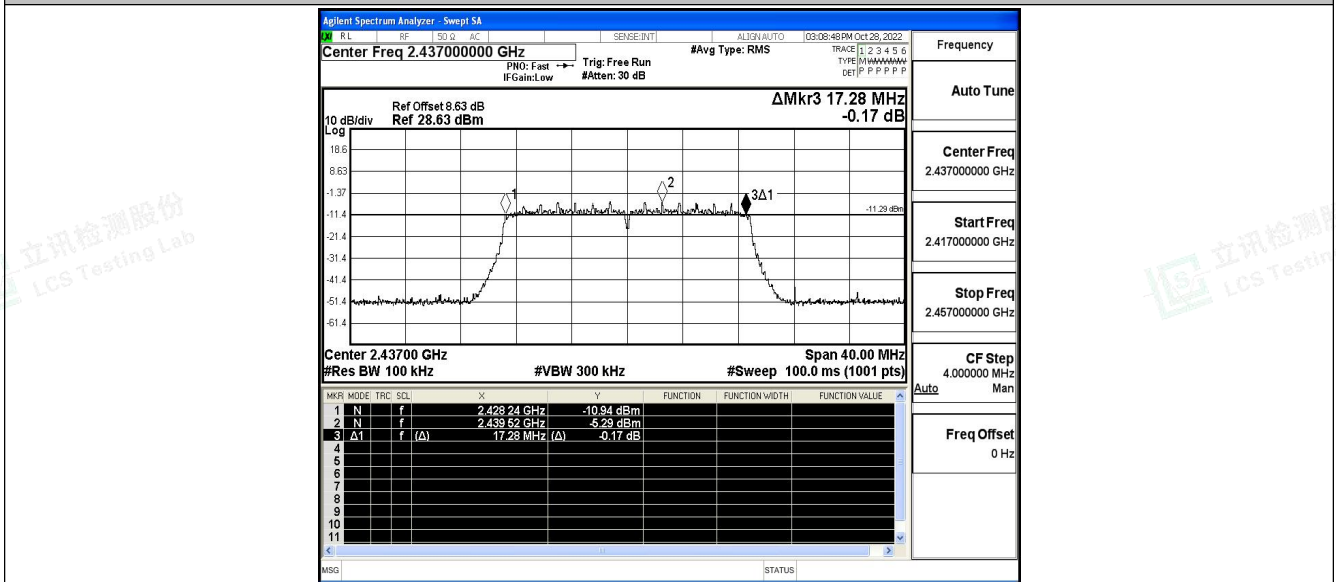 Agilent Spectrum Analyzer - Swept SA
LXI RL RF 50 Ω AC SENSE:INT ALIGNAUTO 03:08:48 PM Oct 28, 2022
Center Freq 2.437000000 GHz
PNO: Fast
IFGain:Low
Trig: Free Run
#Atten: 30 dB
#Avg Type: RMS
TRACE 1 2 3 4 5 6
TYPE M W W W W W
DET P P P P P P
ΔMkr3 17.28 MHz
-0.17 dB
Ref Offset 8.63 dB
Ref 28.63 dBm
10 dB/div
Log
18.6
8.63
-1.37
-11.4
-21.4
-31.4
-41.4
-51.4
-61.4
1
2
3Δ1
-11.29 dBm
Center 2.43700 GHz Span 40.00 MHz
#Res BW 100 kHz #VBW 300 kHz #Sweep 100.0 ms (1001 pts)
MKR MODE TRC SCL X Y FUNCTION FUNCTION WIDTH FUNCTION VALUE
1 N f 2.428 24 GHz -10.94 dBm
2 N f 2.439 52 GHz -5.29 dBm
3 Δ1 f (Δ) 17.28 MHz (Δ) -0.17 dB
4
5
6
7
8
9
10
11
MSG STATUS
Frequency
Auto Tune
Center Freq
2.437000000 GHz
Start Freq
2.417000000 GHz
Stop Freq
2.457000000 GHz
CF Step
4.000000 MHz
Auto Man
Freq Offset
0 Hz
立讯检测股份
LCS Testing Lab
立讯检测
LCS Testin